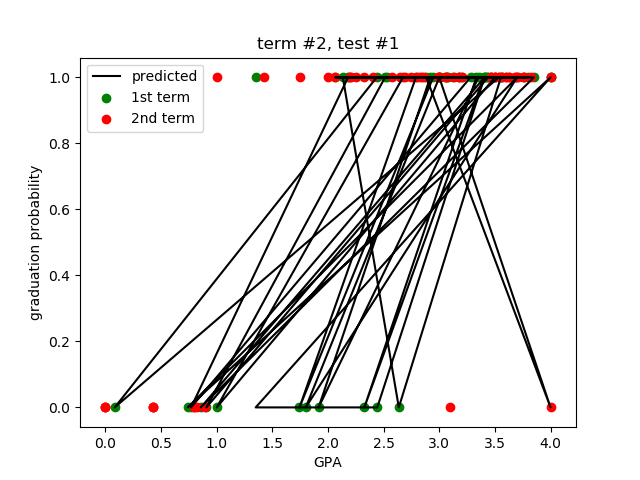 term #2, test #1
predicted
1st term
2nd term
graduation probability
1.0
0.8
0.6
0.4
0.2
0.0
0.0 0.5 1.0 1.5 2.0 2.5 3.0 3.5 4.0
GPA